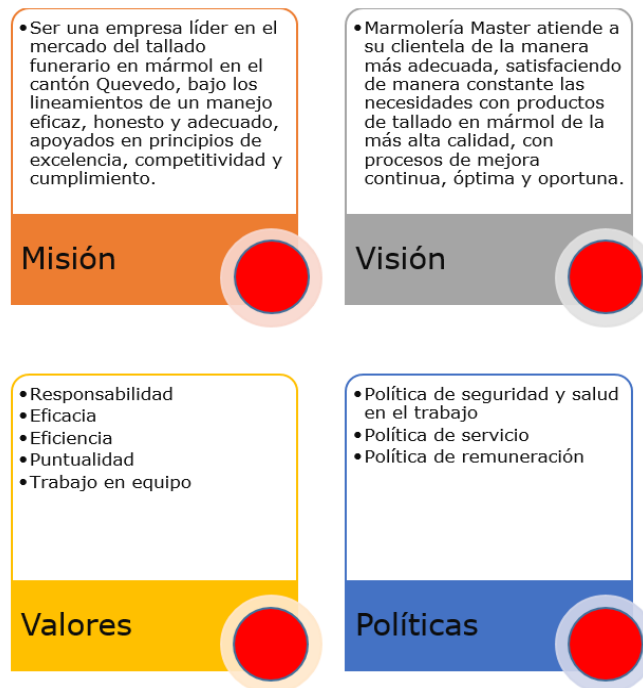 •Ser una empresa líder en el
mercado del tallado
funerario en mármol en el
cantón Quevedo, bajo los
lineamientos de un manejo
eficaz, honesto y adecuado,
apoyados en principios de
excelencia, competitividad y
cumplimiento.
Misión
•Marmolería Master atiende a
su clientela de la manera
más adecuada, satisfaciendo
de manera constante las
necesidades con productos
de tallado en mármol de la
más alta calidad, con
procesos de mejora
continua, óptima y oportuna.
Visión
•Responsabilidad
•Eficacia
•Eficiencia
•Puntualidad
•Trabajo en equipo
Valores
•Política de seguridad y salud
en el trabajo
•Política de servicio
•Política de remuneración
Políticas